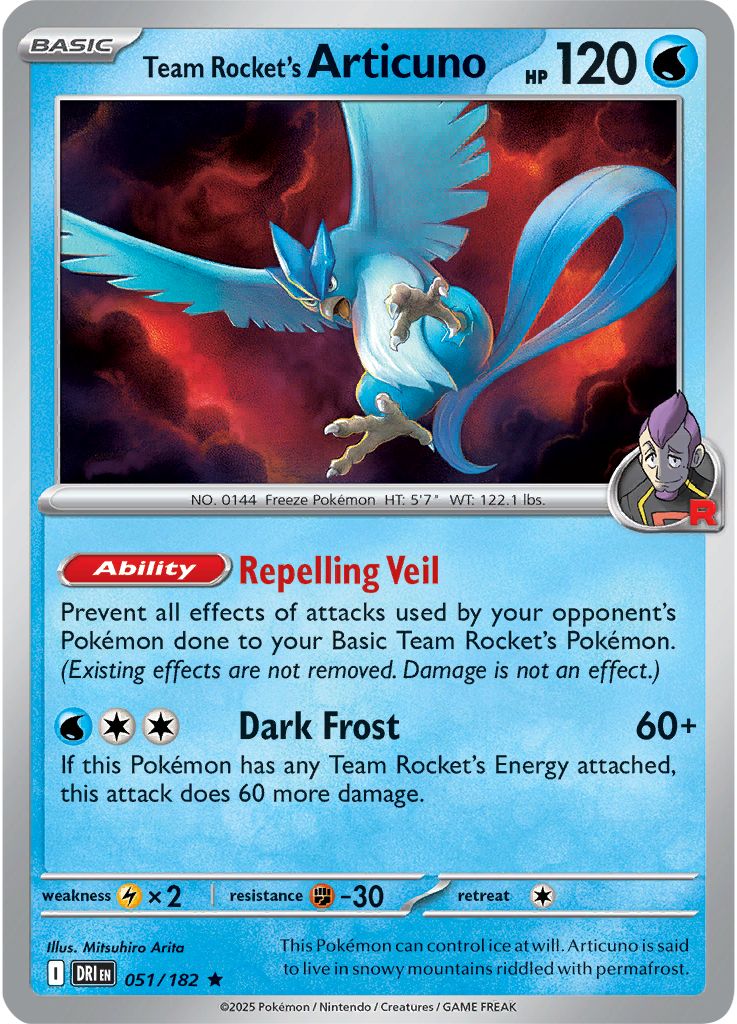 BASIC
Team Rocket's Articuno HP 120
NO. 0144 Freeze Pokémon HT: 5'7" WT: 122.1 lbs.
R
Ability Repelling Veil
Prevent all effects of attacks used by your opponent's
Pokémon done to your Basic Team Rocket's Pokémon.
(Existing effects are not removed. Damage is not an effect.)
Dark Frost 60+
If this Pokémon has any Team Rocket's Energy attached,
this attack does 60 more damage.
weakness ×2 resistance -30 retreat
Illus. Mitsuhiro Arita
This Pokémon can control ice at will. Articuno is said
to live in snowy mountains riddled with permafrost.
I DRI EN 051/182 ★
©2025 Pokémon / Nintendo / Creatures / GAME FREAK